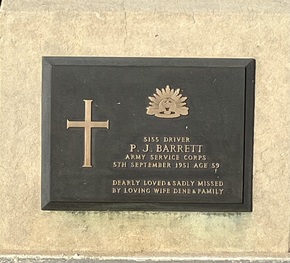 5155 DRIVER
P. J. BARRETT
ARMY SERVICE CORPS
5TH SEPTEMBER 1951 AGE 59
DEARLY LOVED & SADLY MISSED
BY LOVING WIFE DENE & FAMILY